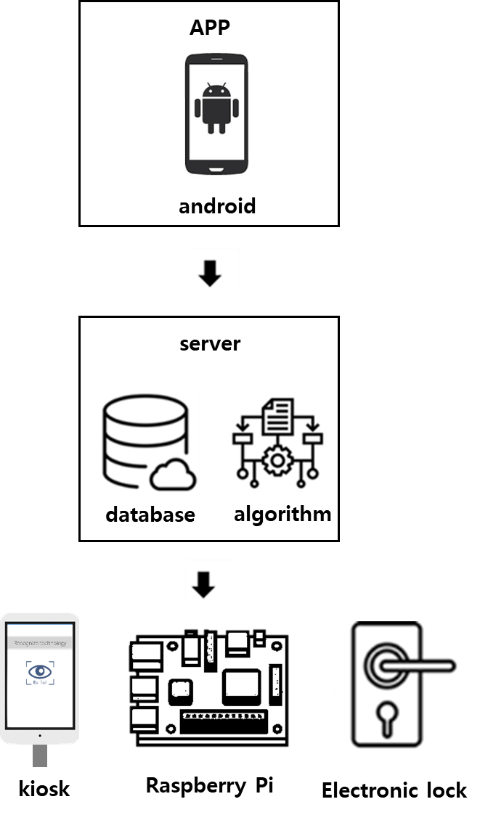 APP
android
server
database
algorithm
kiosk
Raspberry Pi
Electronic lock